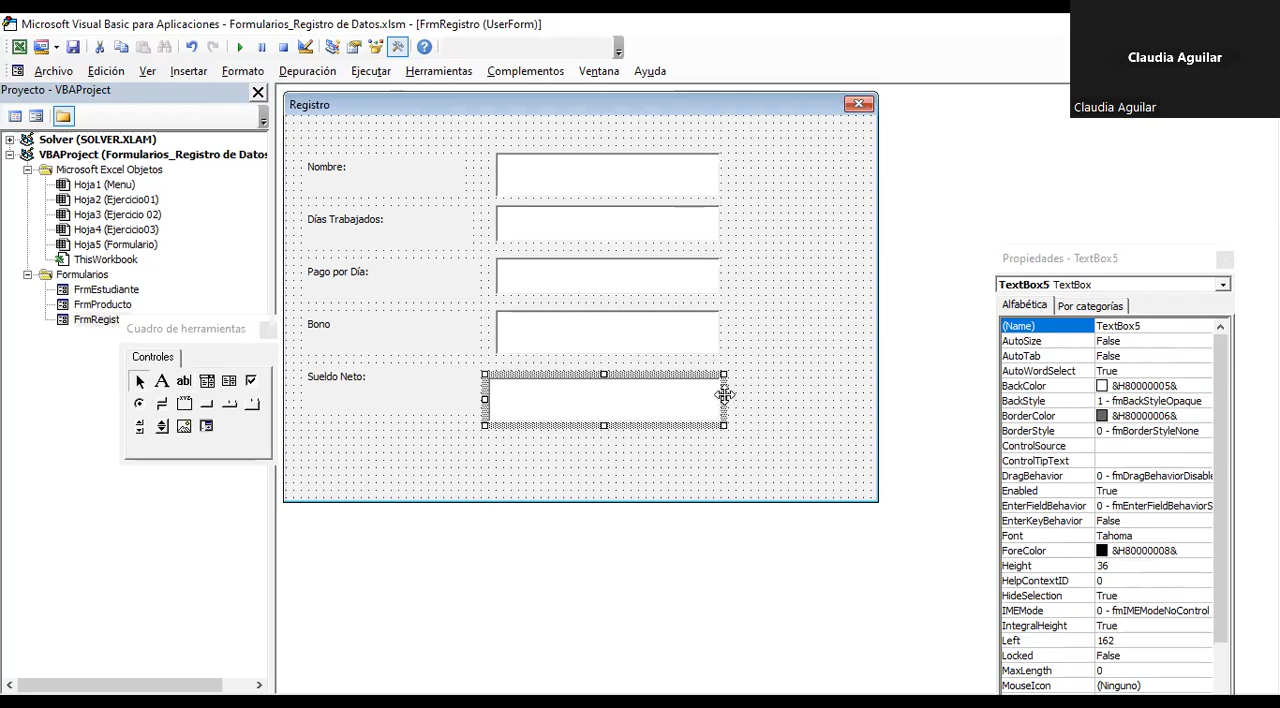 Microsoft Visual Basic para Aplicaciones - Formularios_Registro de Datos.xlsm - [FrmRegistro (UserForm)]
Claudia Aguilar
Claudia Aguilar
Archivo Edición Ver Insertar Formato Depuración Ejecutar Herramientas Complementos Ventana Ayuda
Proyecto - VBAProject
Solver (SOLVER.XLAM)
VBAProject (Formularios_Registro de Datos
Microsoft Excel Objetos
Hoja1 (Menu)
Hoja2 (Ejercicio01)
Hoja3 (Ejercicio 02)
Hoja4 (Ejercicio03)
Hoja5 (Formulario)
ThisWorkbook
Formularios
FrmEstudiante
FrmProducto
FrmRegist
Cuadro de herramientas
Controles
A ab|
Registro
Nombre:
Días Trabajados:
Pago por Día:
Bono
Sueldo Neto:
Propiedades - TextBox5
TextBox5 TextBox
Alfabética Por categorías
(Name) TextBox5
AutoSize False
AutoTab False
AutoWordSelect True
BackColor &H80000005&
BackStyle 1 - fmBackStyleOpaque
BorderColor &H80000006&
BorderStyle 0 - fmBorderStyleNone
ControlSource
ControlTipText
DragBehavior 0 - fmDragBehaviorDisable
Enabled True
EnterFieldBehavior 0 - fmEnterFieldBehaviorS
EnterKeyBehavior False
Font Tahoma
ForeColor &H80000008&
Height 36
HelpContextID 0
HideSelection True
IMEMode 0 - fmIMEModeNoControl
IntegralHeight True
Left 162
Locked False
MaxLength 0
MouseIcon (Ninguno)